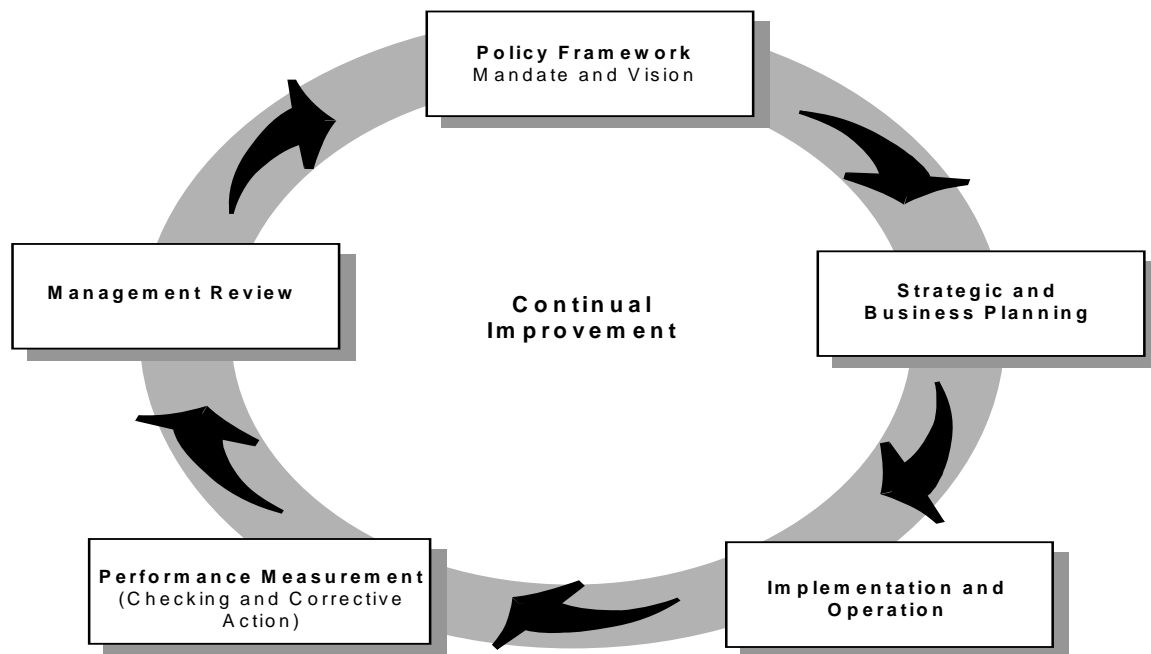 Policy Framework
Mandate and Vision
Strategic and
Business Planning
Implementation and
Operation
Performance Measurement
(Checking and Corrective
Action)
Management Review
Continual
Improvement